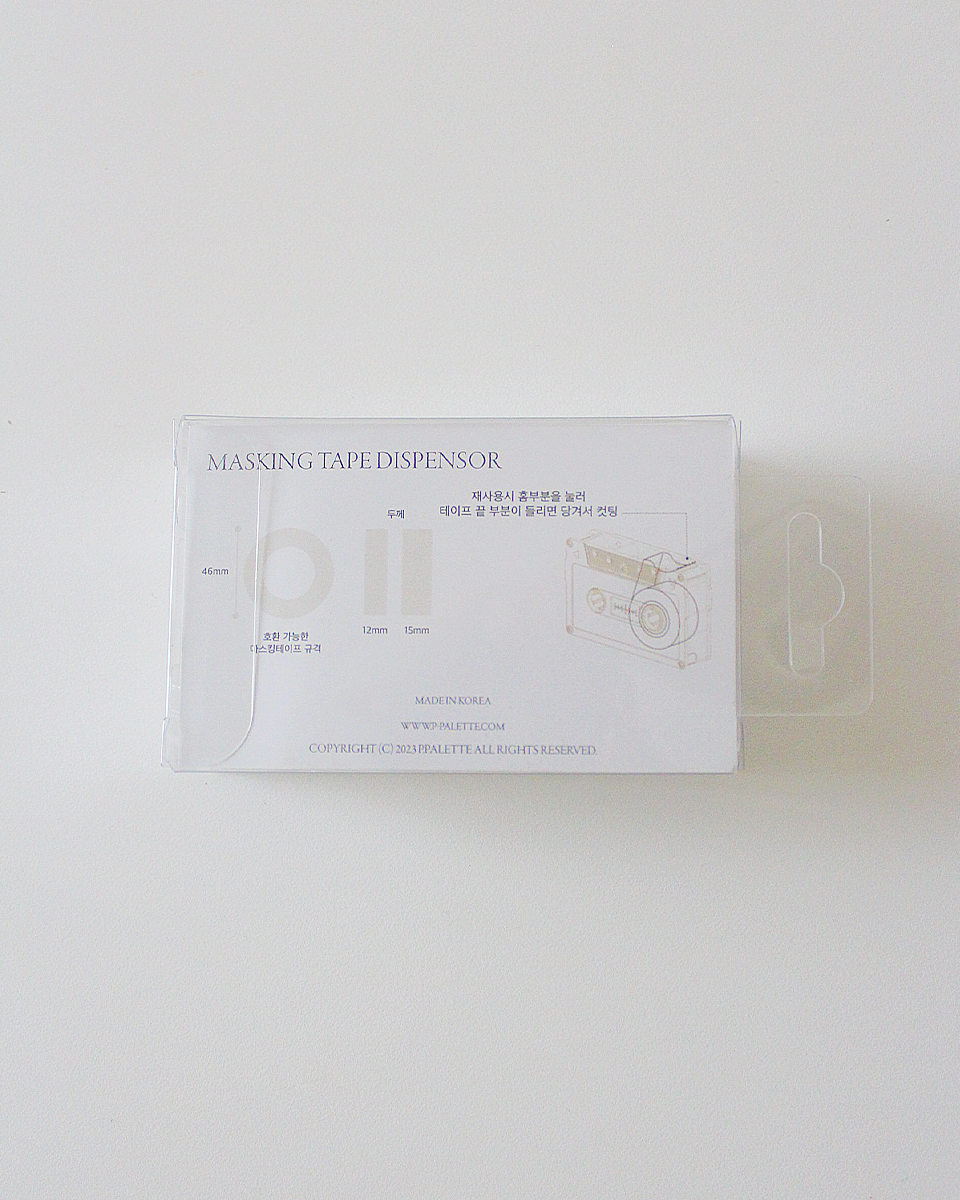 MASKING TAPE DISPENSOR
재사용시 홈부분을 눌러
테이프 끝 부분이 들리면 당겨서 컷팅
두께
46mm
12mm 15mm
호환 가능한
마스킹테이프 규격
MADE IN KOREA
WWW.P-PALETTE.COM
COPYRIGHT (C) 2023 P.PALETTE ALL RIGHTS RESERVED.